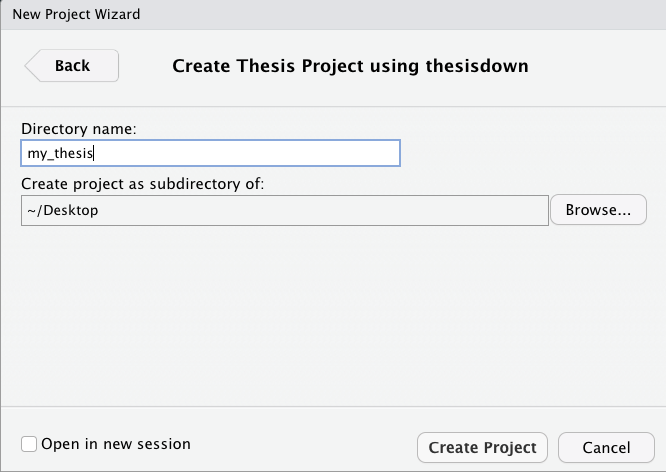 New Project Wizard
Back
Create Thesis Project using thesisdown
Directory name:
my_thesis
Create project as subdirectory of:
~/Desktop
Browse...
Open in new session
Create Project
Cancel